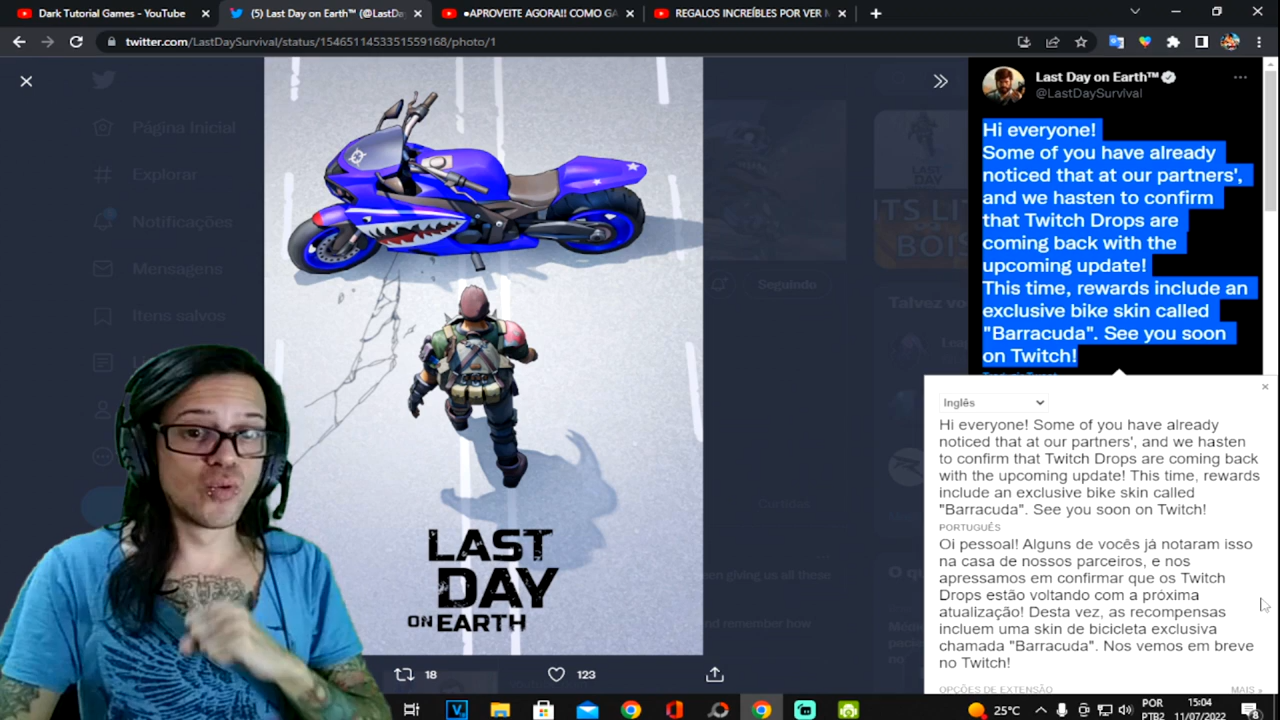 Dark Tutorial Games - YouTube
(5) Last Day on Earth™ (@LastDa
●APROVEITE AGORA!! COMO GA
REGALOS INCREÍBLES POR VER M
twitter.com/LastDaySurvival/status/1546511453351559168/photo/1
Last Day on Earth™
@LastDaySurvival
Página Inicial
Explorar
Notificações
Mensagens
Itens salvos
Seguindo
ITS LIT
BOIS
Talvez vo
Hi everyone!
Some of you have already
noticed that at our partners',
and we hasten to confirm
that Twitch Drops are
coming back with the
upcoming update!
This time, rewards include an
exclusive bike skin called
"Barracuda". See you soon
on Twitch!
Inglês
Hi everyone! Some of you have already
noticed that at our partners', and we hasten
to confirm that Twitch Drops are coming back
with the upcoming update! This time, rewards
include an exclusive bike skin called
"Barracuda". See you soon on Twitch!
PORTUGUÊS
Oi pessoal! Alguns de vocês já notaram isso
na casa de nossos parceiros, e nos
apressamos em confirmar que os Twitch
Drops estão voltando com a próxima
atualização! Desta vez, as recompensas
incluem uma skin de bicicleta exclusiva
chamada "Barracuda". Nos vemos em breve
no Twitch!
OPÇÕES DE EXTENSÃO
MAIS
LAST
DAY
ON EARTH
18
123
25°C
POR
PTB2
15:04
11/07/2022
8